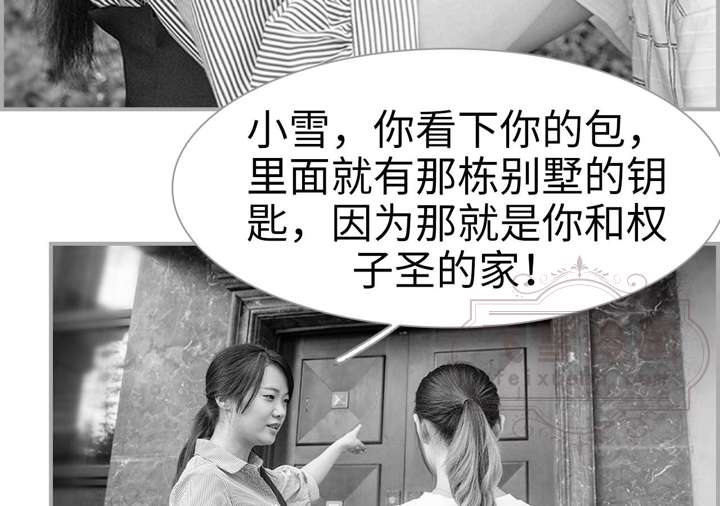 小雪，你看下你的包，
里面就有那栋别墅的钥
匙，因为那就是你和权
子圣的家！